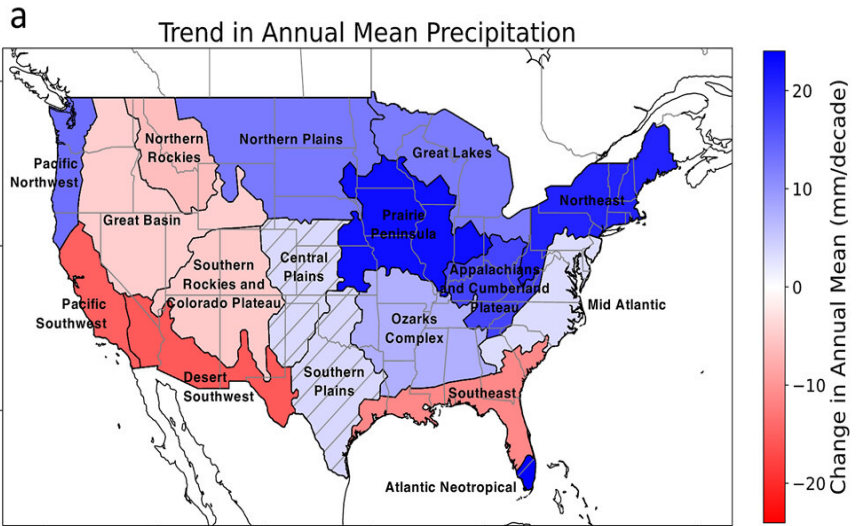 a
Trend in Annual Mean Precipitation
Northern
Rockies
Northern Plains
Great Lakes
Pacific
Northwest
Northeast
Great Basin
Prairie
Peninsula
Central
Plains
Southern
Rockies and
Colorado Plateau
Appalachians
and Cumberland
Plateau
Mid Atlantic
Pacific
Southwest
Ozarks
Complex
Desert
Southwest
Southern
Plains
Southeast
Atlantic Neotropical
20
10
0
−10
−20
Change in Annual Mean (mm/decade)